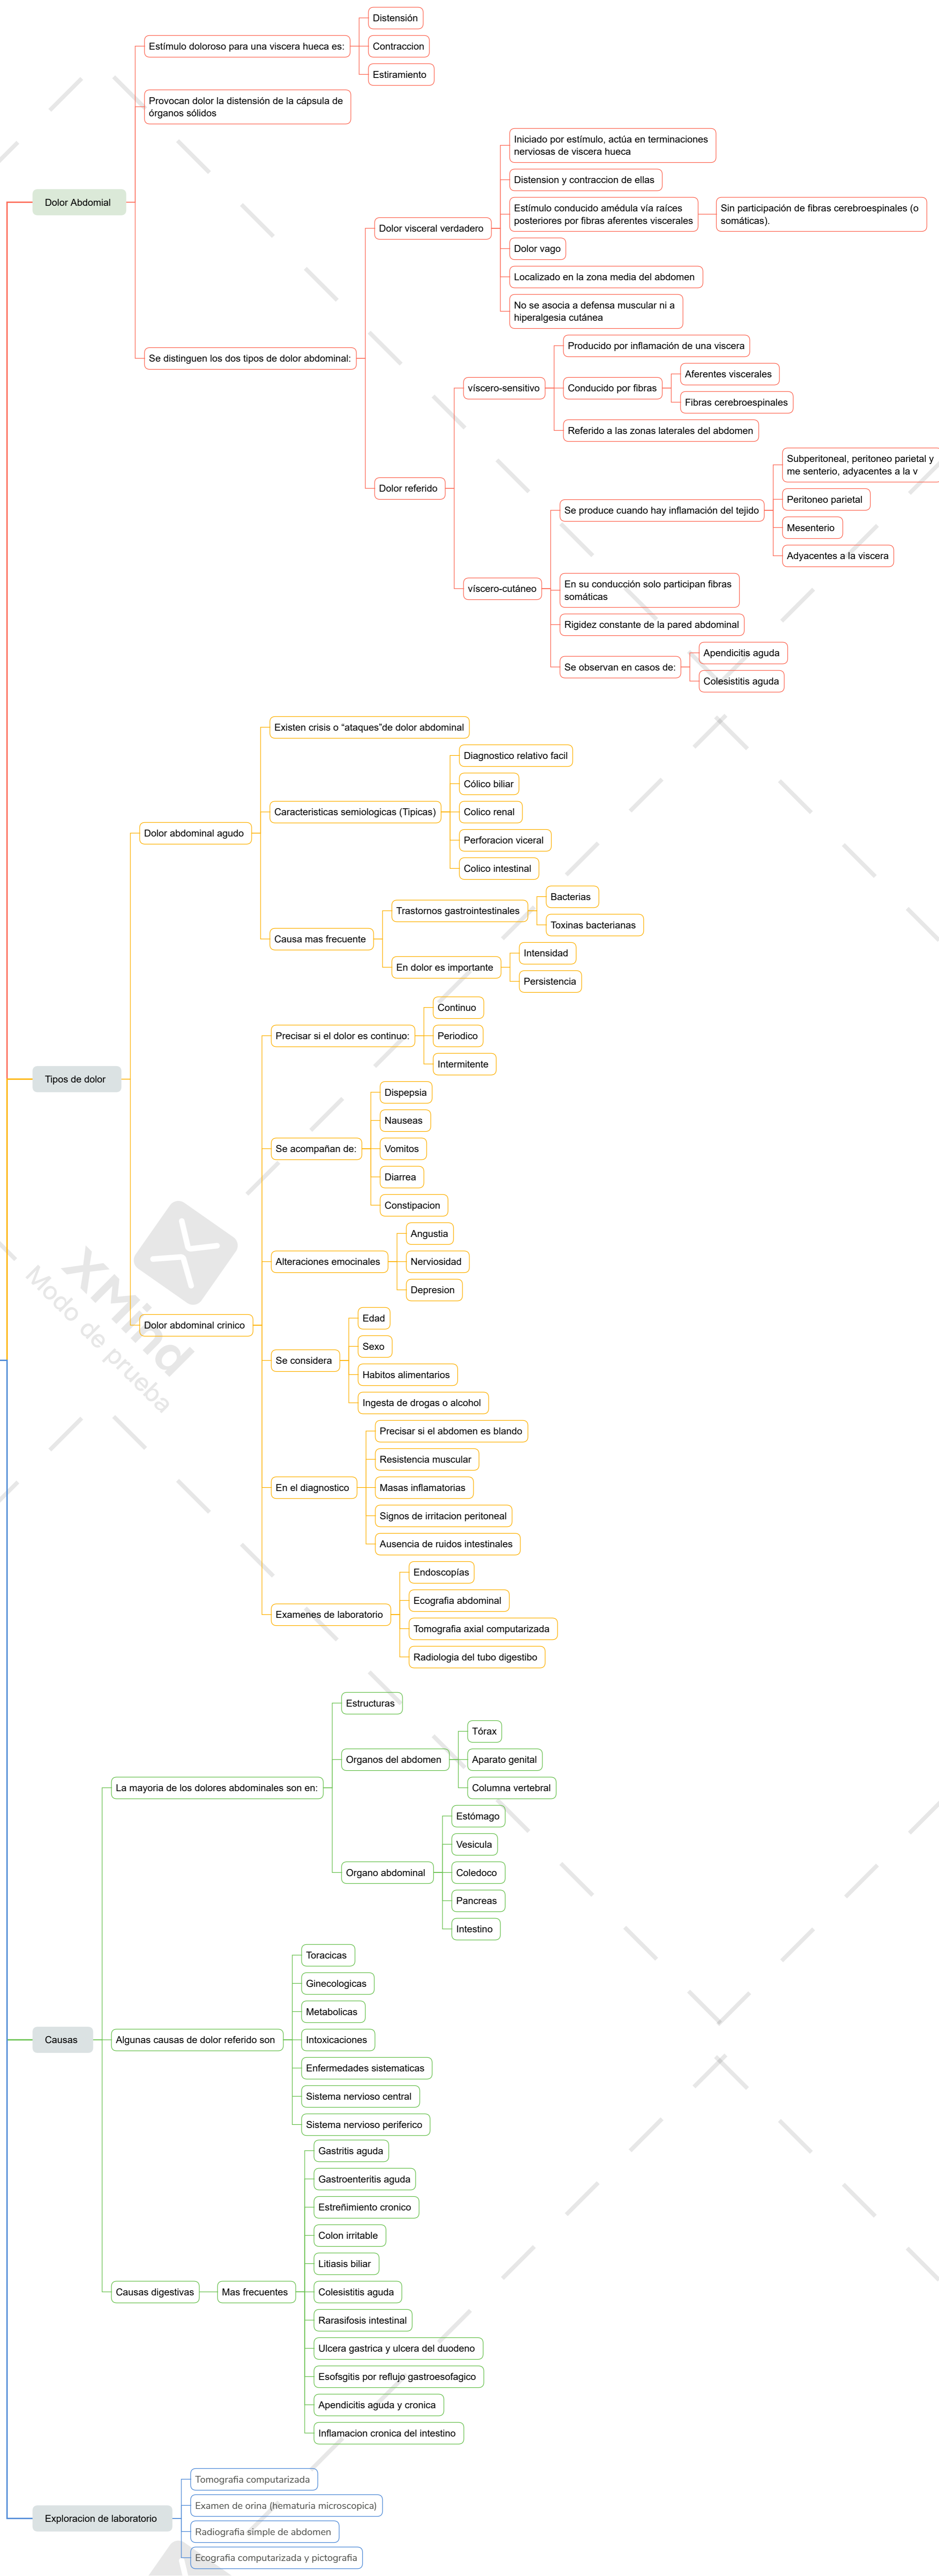 Dolor Abdomial
Estímulo doloroso para una viscera hueca es:
Distensión
Contraccion
Estiramiento
Provocan dolor la distensión de la cápsula de
órganos sólidos
Se distinguen los dos tipos de dolor abdominal:
Dolor visceral verdadero
Iniciado por estímulo, actúa en terminaciones
nerviosas de viscera hueca
Distension y contraccion de ellas
Estímulo conducido amédula vía raíces
posteriores por fibras aferentes viscerales
Sin participación de fibras cerebroespinales (o
somáticas).
Dolor vago
Localizado en la zona media del abdomen
No se asocia a defensa muscular ni a
hiperalgesia cutánea
Dolor referido
víscero-sensitivo
Producido por inflamación de una viscera
Conducido por fibras
Aferentes viscerales
Fibras cerebroespinales
Referido a las zonas laterales del abdomen
víscero-cutáneo
Se produce cuando hay inflamación del tejido
Subperitoneal, peritoneo parietal y
me senterio, adyacentes a la v
Peritoneo parietal
Mesenterio
Adyacentes a la viscera
En su conducción solo participan fibras
somáticas
Rigidez constante de la pared abdominal
Se observan en casos de:
Apendicitis aguda
Colesistitis aguda
Tipos de dolor
Dolor abdominal agudo
Existen crisis o “ataques”de dolor abdominal
Caracteristicas semiologicas (Tipicas)
Diagnostico relativo facil
Cólico biliar
Colico renal
Perforacion viceral
Colico intestinal
Causa mas frecuente
Trastornos gastrointestinales
Bacterias
Toxinas bacterianas
En dolor es importante
Intensidad
Persistencia
Dolor abdominal crinico
Precisar si el dolor es continuo:
Continuo
Periodico
Intermitente
Se acompañan de:
Dispepsia
Nauseas
Vomitos
Diarrea
Constipacion
Alteraciones emocinales
Angustia
Nerviosidad
Depresion
Se considera
Edad
Sexo
Habitos alimentarios
Ingesta de drogas o alcohol
En el diagnostico
Precisar si el abdomen es blando
Resistencia muscular
Masas inflamatorias
Signos de irritacion peritoneal
Ausencia de ruidos intestinales
Examenes de laboratorio
Endoscopías
Ecografia abdominal
Tomografia axial computarizada
Radiologia del tubo digestibo
Causas
La mayoria de los dolores abdominales son en:
Estructuras
Organos del abdomen
Tórax
Aparato genital
Columna vertebral
Organo abdominal
Estómago
Vesicula
Coledoco
Pancreas
Intestino
Algunas causas de dolor referido son
Toracicas
Ginecologicas
Metabolicas
Intoxicaciones
Enfermedades sistematicas
Sistema nervioso central
Sistema nervioso periferico
Causas digestivas
Mas frecuentes
Gastritis aguda
Gastroenteritis aguda
Estreñimiento cronico
Colon irritable
Litiasis biliar
Colesistitis aguda
Rarasifosis intestinal
Ulcera gastrica y ulcera del duodeno
Esofsgitis por reflujo gastroesofagico
Apendicitis aguda y cronica
Inflamacion cronica del intestino
Exploracion de laboratorio
Tomografia computarizada
Examen de orina (hematuria microscopica)
Radiografia simple de abdomen
Ecografia computarizada y pictografia
XMind
Modo de prueba